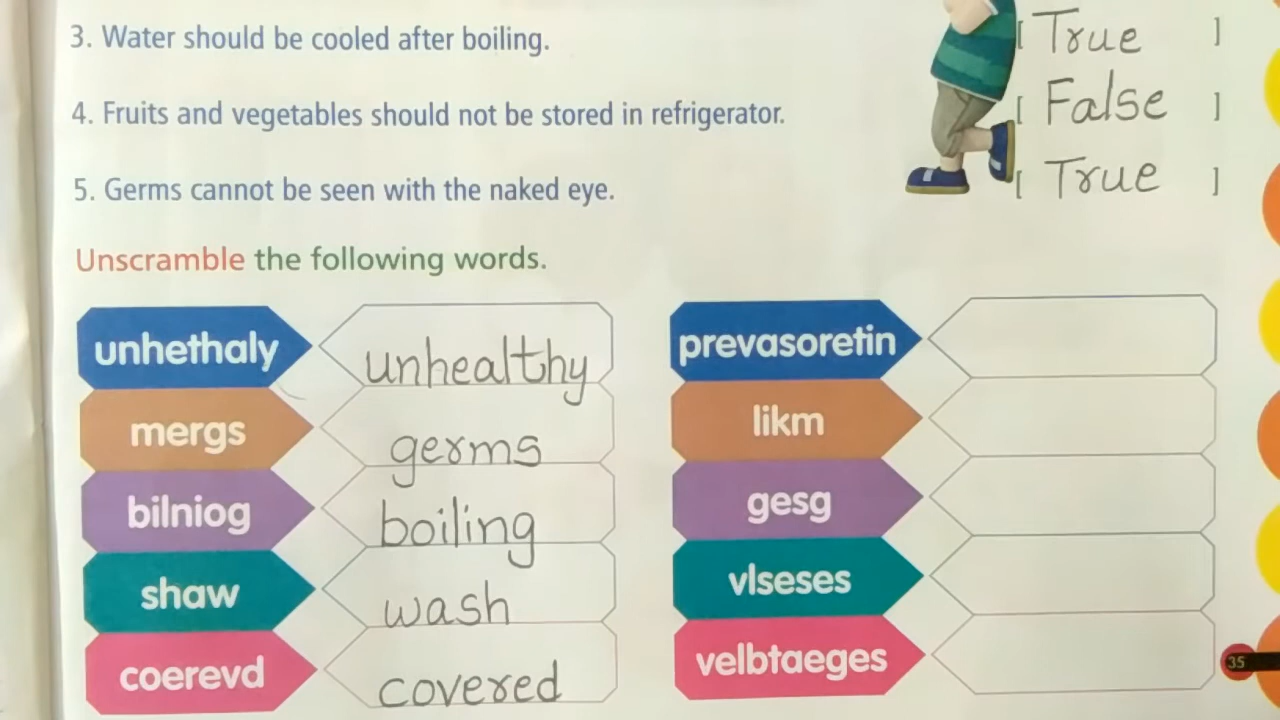 3. Water should be cooled after boiling. [ True ]
4. Fruits and vegetables should not be stored in refrigerator. [ False ]
5. Germs cannot be seen with the naked eye. [ True ]
Unscramble the following words.
unhethaly unhealthy prevasoretin
mergs germs likm
bilniog boiling gesg
shaw wash vlseses
coerevd covered velbtaeges
35